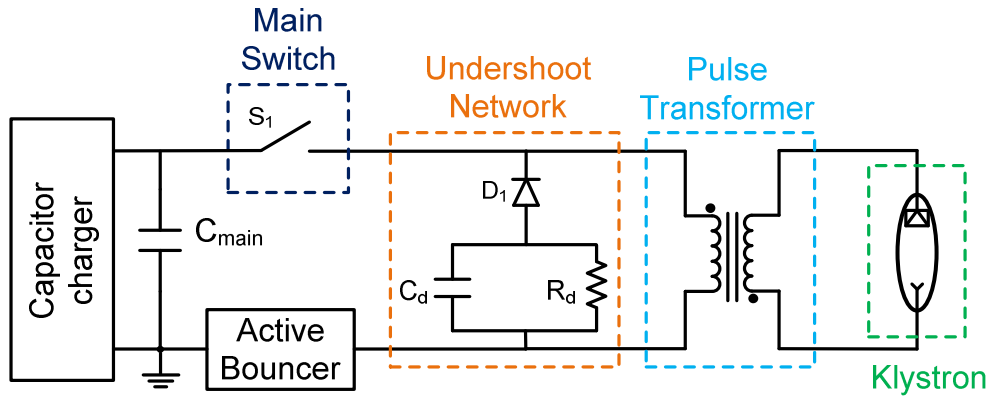 Main
Switch
Undershoot
Network
Pulse
Transformer
S1
D1
Capacitor
charger
Cmain
Cd
Rd
Active
Bouncer
Klystron